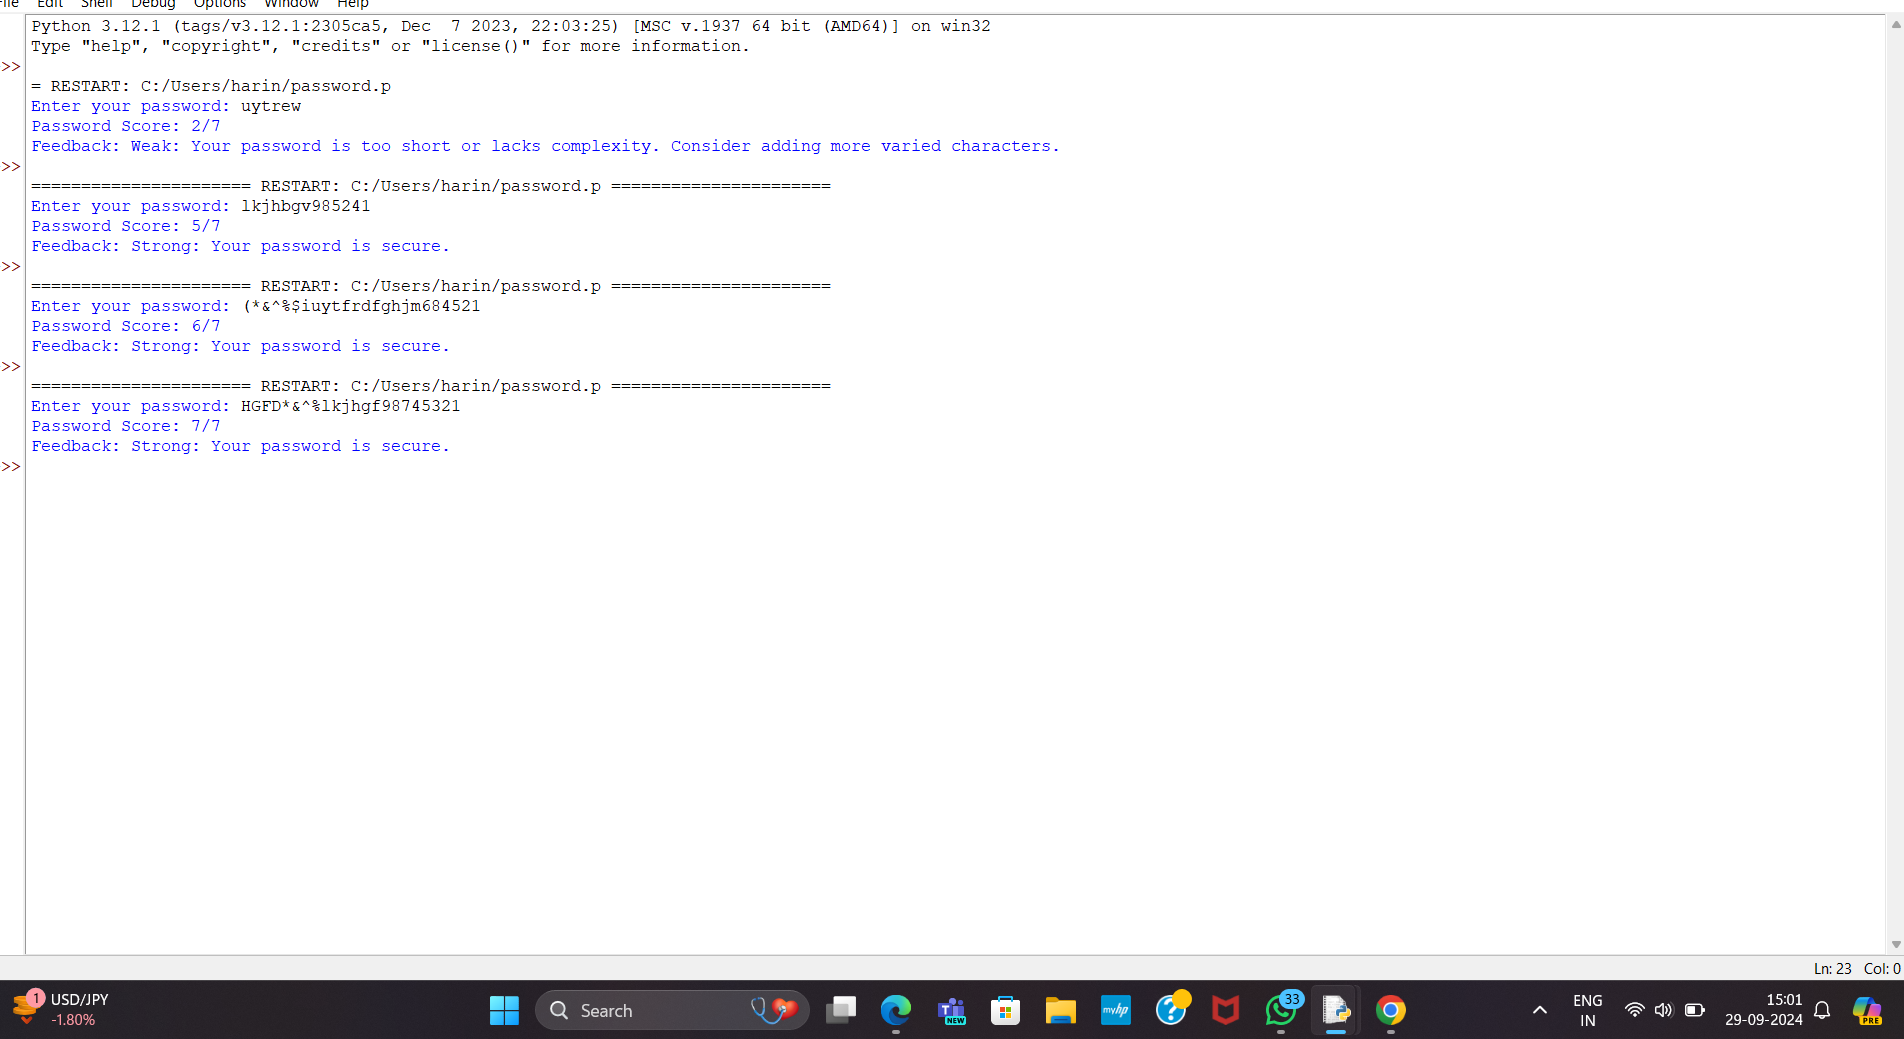 File Edit Shell Debug Options Window Help
Python 3.12.1 (tags/v3.12.1:2305ca5, Dec  7 2023, 22:03:25) [MSC v.1937 64 bit (AMD64)] on win32
Type "help", "copyright", "credits" or "license()" for more information.
>>
= RESTART: C:/Users/harin/password.p
Enter your password: uytrew
Password Score: 2/7
Feedback: Weak: Your password is too short or lacks complexity. Consider adding more varied characters.
>>
====================== RESTART: C:/Users/harin/password.p ======================
Enter your password: lkjhbgv985241
Password Score: 5/7
Feedback: Strong: Your password is secure.
>>
====================== RESTART: C:/Users/harin/password.p ======================
Enter your password: (*&^%$iuytfrdfghjm684521
Password Score: 6/7
Feedback: Strong: Your password is secure.
>>
====================== RESTART: C:/Users/harin/password.p ======================
Enter your password: HGFD*&^%lkjhgf98745321
Password Score: 7/7
Feedback: Strong: Your password is secure.
>>
Ln: 23 Col: 0
1 USD/JPY
-1.80%
Search
NEW
myhp
33
ENG
IN
15:01
29-09-2024
PRE